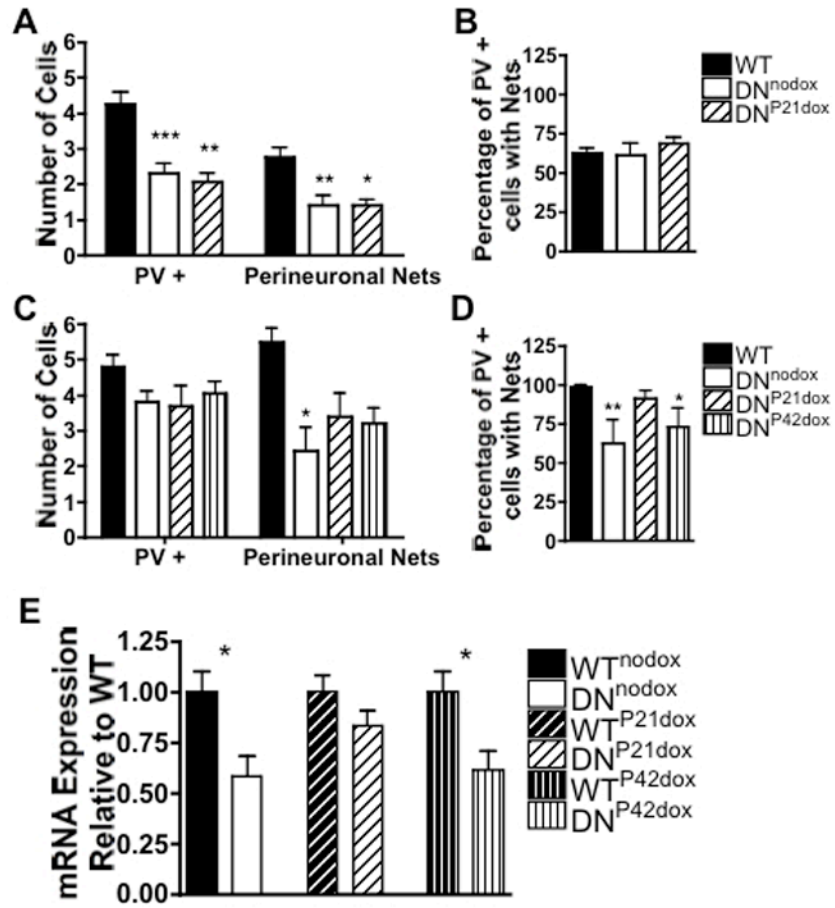 A
Number of Cells
6
5
4
3
2
1
0
***
**
**
*
PV +
Perineuronal Nets
B
Percentage of PV +
cells with Nets
125
100
75
50
25
0
WT
DNnodox
DNP21dox
C
Number of Cells
6
5
4
3
2
1
0
*
PV +
Perineuronal Nets
D
Percentage of PV +
cells with Nets
125
100
75
50
25
0
**
*
WT
DNnodox
DNP21dox
DNP42dox
E
mRNA Expression
Relative to WT
1.25
1.00
0.75
0.50
0.25
0.00
*
*
WTnodox
DNnodox
WTP21dox
DNP21dox
WTP42dox
DNP42dox